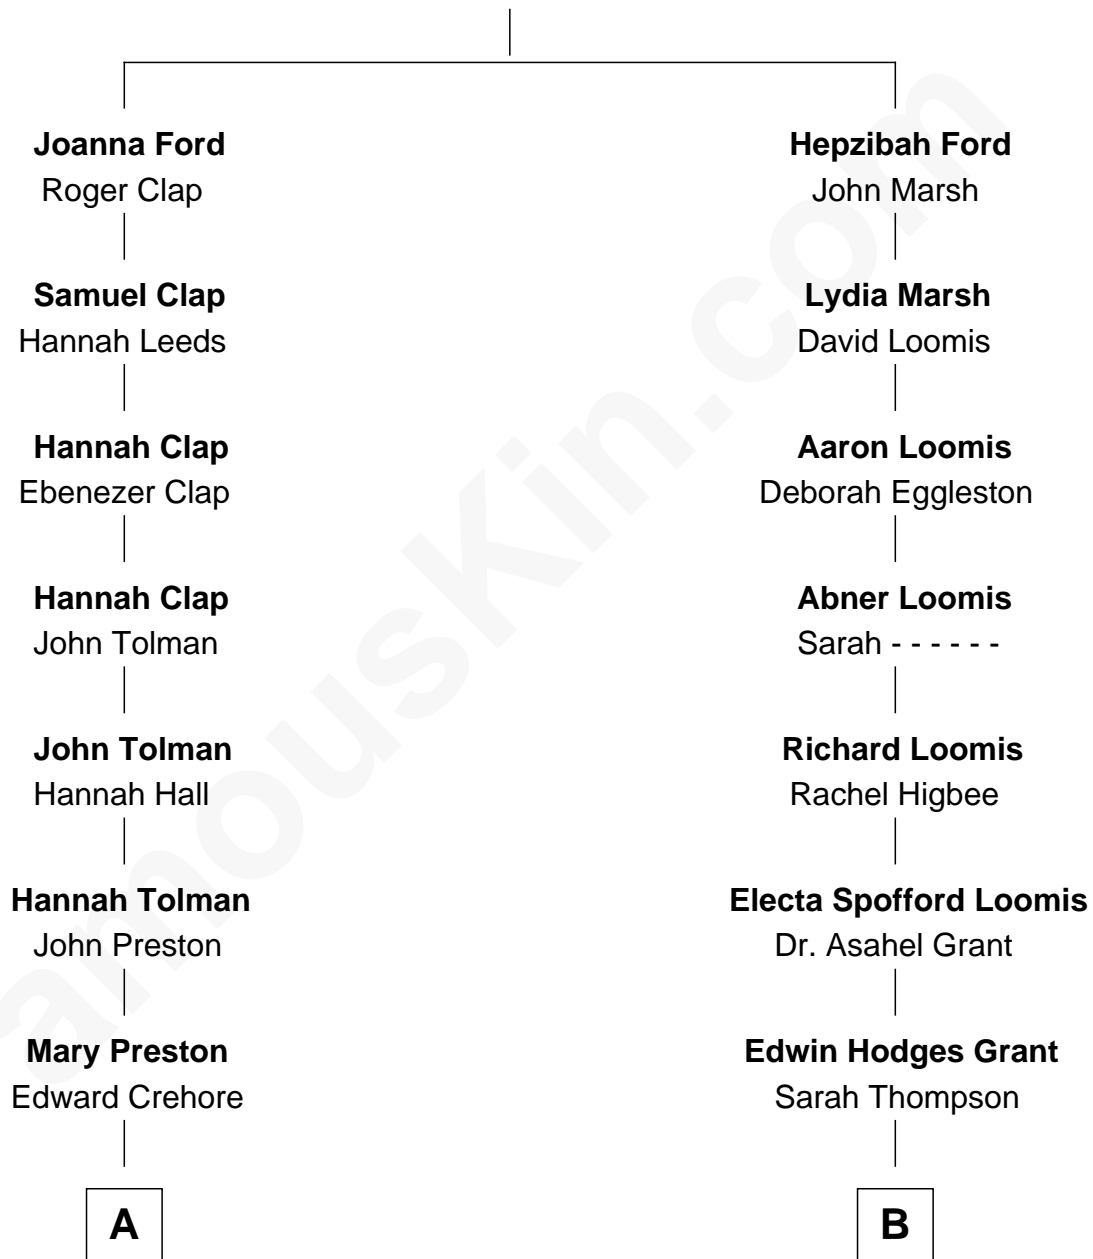 Joanna Ford
Roger Clap
Hepzibah Ford
John Marsh
Samuel Clap
Hannah Leeds
Lydia Marsh
David Loomis
Hannah Clap
Ebenezer Clap
Aaron Loomis
Deborah Eggleston
Hannah Clap
John Tolman
Abner Loomis
Sarah - - - - - -
John Tolman
Hannah Hall
Richard Loomis
Rachel Higbee
Hannah Tolman
John Preston
Electa Spofford Loomis
Dr. Asahel Grant
Mary Preston
Edward Crehore
Edwin Hodges Grant
Sarah Thompson
A
B
amouskin.com